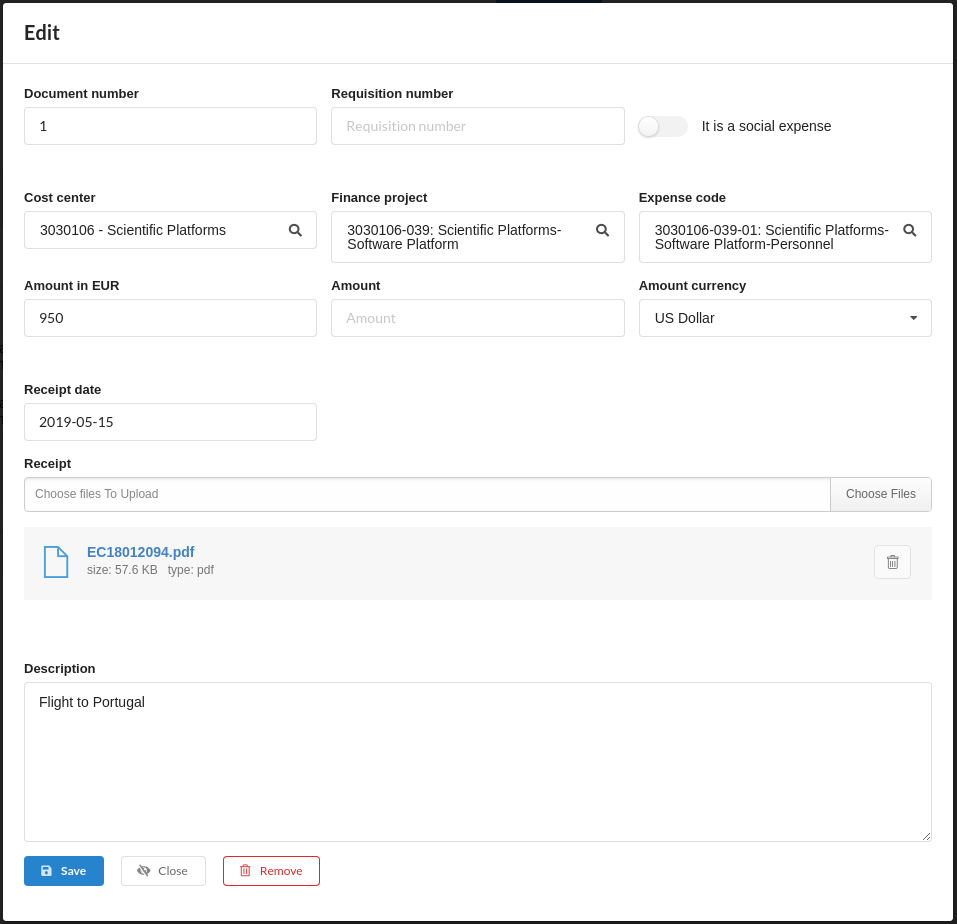 Edit
Document number
Requisition number
1
Requisition number
It is a social expense
Cost center
Finance project
Expense code
3030106 - Scientific Platforms
3030106-039: Scientific Platforms-
Software Platform
3030106-039-01: Scientific Platforms-
Software Platform-Personnel
Amount in EUR
Amount
Amount currency
950
Amount
US Dollar
Receipt date
2019-05-15
Receipt
Choose files To Upload
Choose Files
EC18012094.pdf
size: 57.6 KB type: pdf
Description
Flight to Portugal
Save
Close
Remove